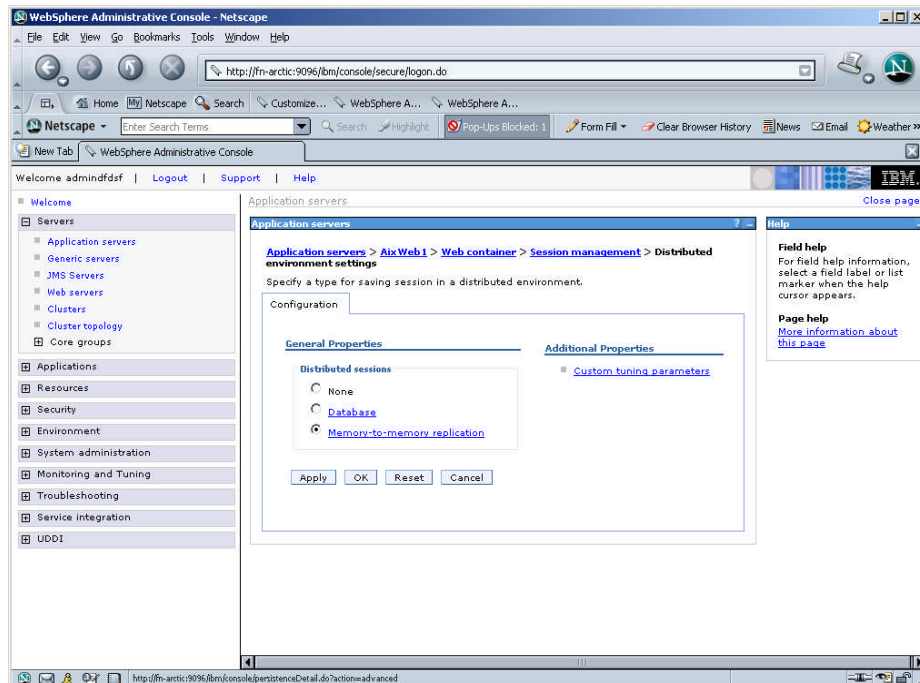 WebSphere Administrative Console - Netscape
File Edit View Go Bookmarks Tools Window Help
http://fn-arctic:9096/ibm/console/secure/logon.do
N
Home My Netscape Search Customize... WebSphere A... WebSphere A...
Netscape Enter Search Terms Search Highlight Pop-Ups Blocked: 1 Form Fill Clear Browser History News Email Weather »
New Tab WebSphere Administrative Console
Welcome admindfdsf | Logout | Support | Help IBM.
Welcome
Servers
Application servers
Generic servers
JMS Servers
Web servers
Clusters
Cluster topology
Core groups
Applications
Resources
Security
Environment
System administration
Monitoring and Tuning
Troubleshooting
Service integration
UDDI
Application servers Close page
Application servers ? -
Application servers > AixWeb1 > Web container > Session management > Distributed
environment settings
Specify a type for saving session in a distributed environment.
Configuration
General Properties
Distributed sessions
None
Database
Memory-to-memory replication
Additional Properties
Custom tuning parameters
Apply OK Reset Cancel
Help
Field help
For field help information,
select a field label or list
marker when the help
cursor appears.
Page help
More information about
this page
http://fn-arctic:9096/ibm/console/persistenceDetail.do?action=advanced